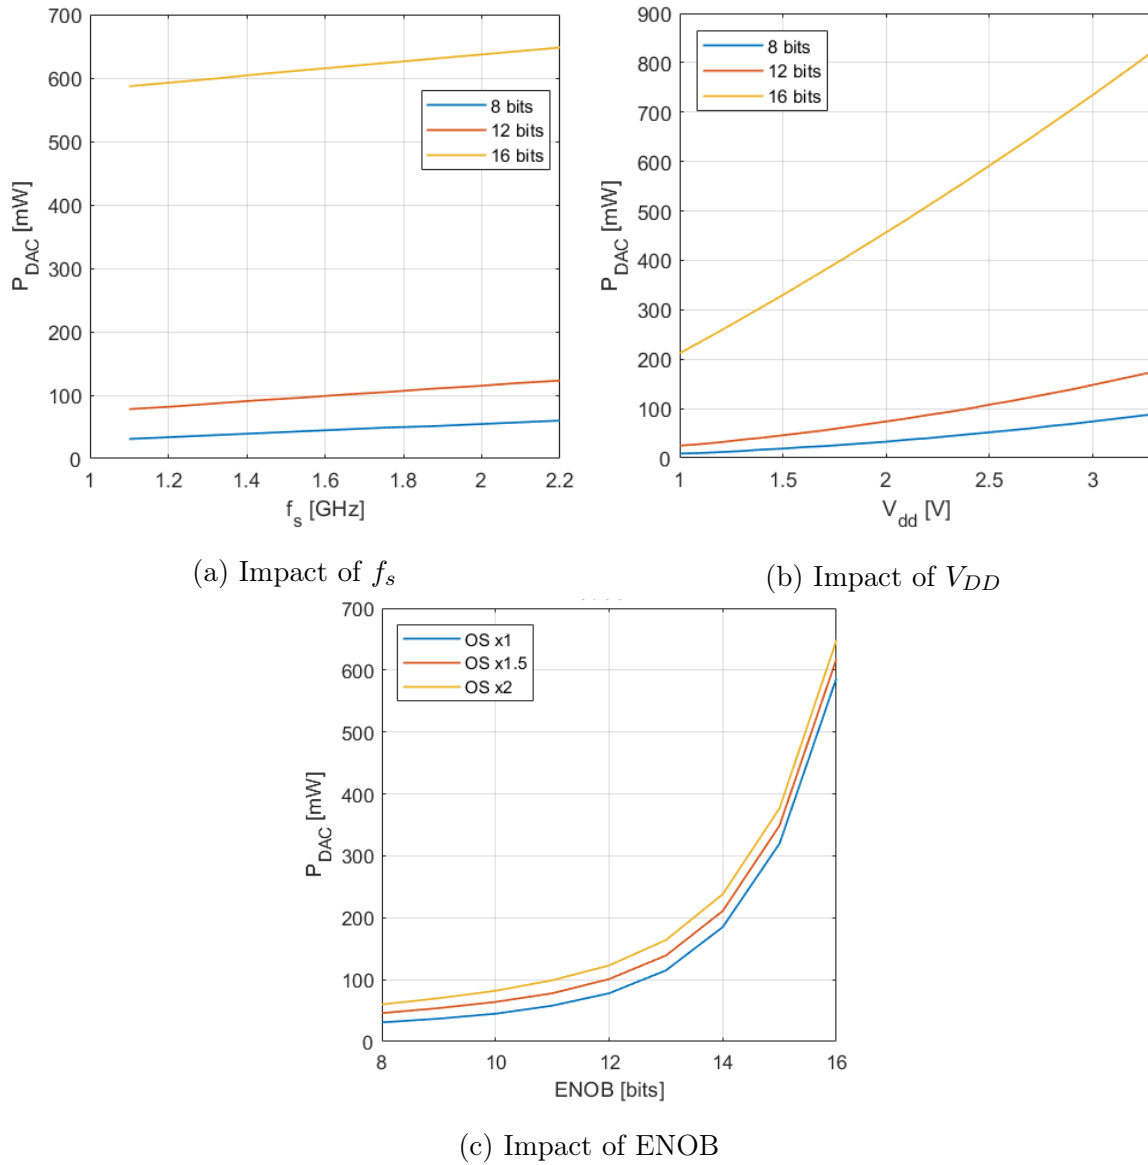 700
600
500
400
300
200
100
0
P_DAC [mW]
8 bits
12 bits
16 bits
1 1.2 1.4 1.6 1.8 2 2.2
f_s [GHz]
(a) Impact of f_s
900
800
700
600
500
400
300
200
100
0
P_DAC [mW]
8 bits
12 bits
16 bits
1 1.5 2 2.5 3
V_dd [V]
(b) Impact of V_DD
700
600
500
400
300
200
100
0
P_DAC [mW]
OS x1
OS x1.5
OS x2
8 10 12 14 16
ENOB [bits]
(c) Impact of ENOB